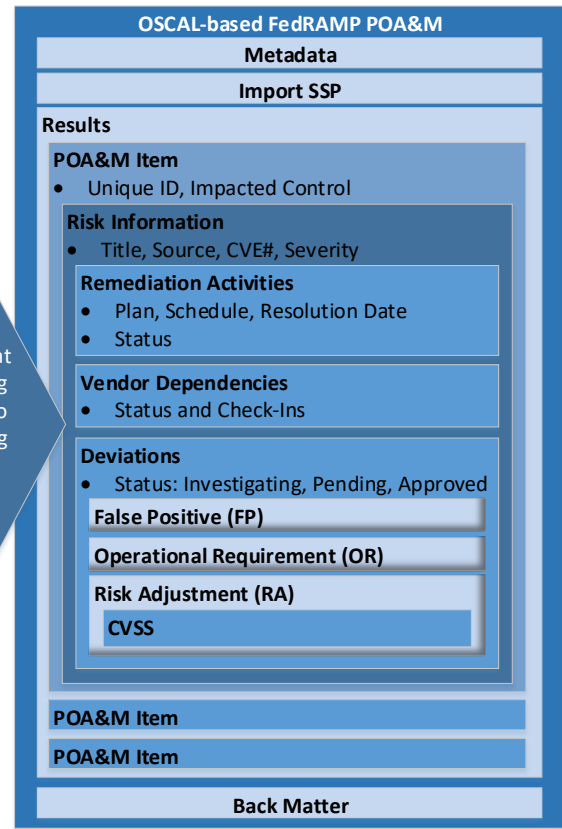 OSCAL-based FedRAMP POA&M
Metadata
Import SSP
Results
POA&M Item
• Unique ID, Impacted Control
Risk Information
• Title, Source, CVE#, Severity
Remediation Activities
• Plan, Schedule, Resolution Date
• Status
Vendor Dependencies
• Status and Check-Ins
Deviations
• Status: Investigating, Pending, Approved
False Positive (FP)
Operational Requirement (OR)
Risk Adjustment (RA)
CVSS
POA&M Item
POA&M Item
Back Matter